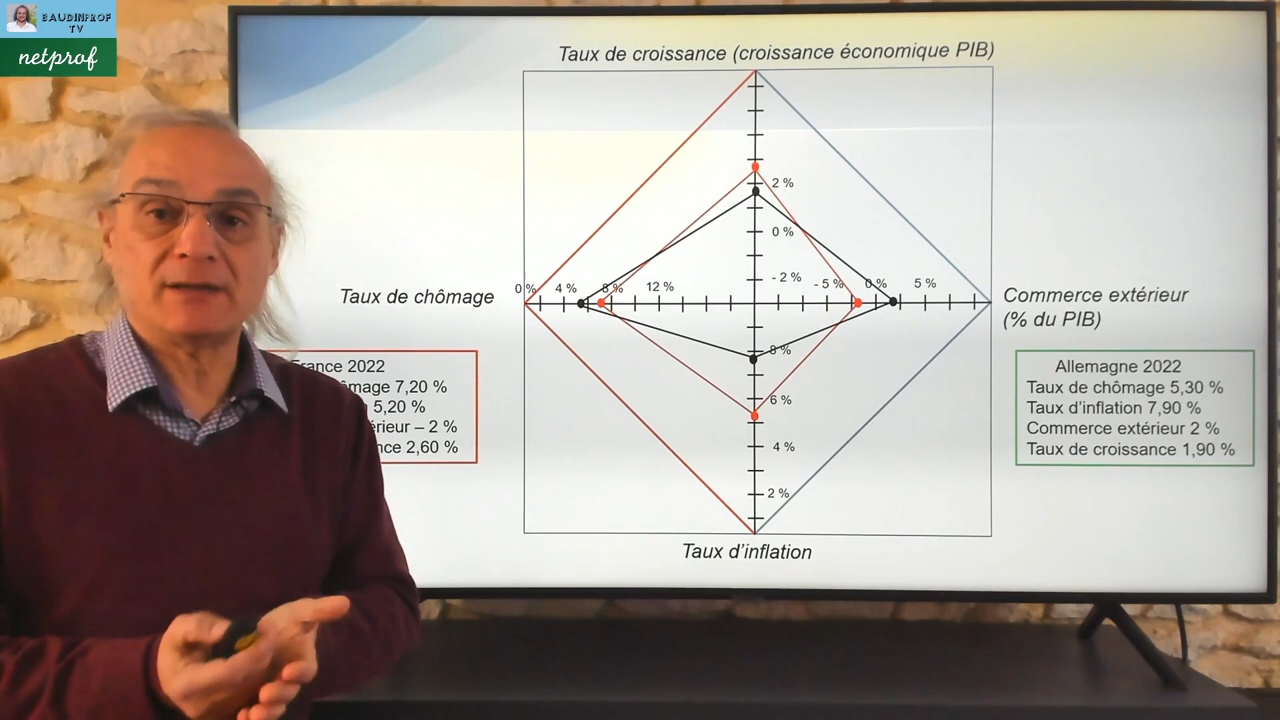 BAUDINPROF
TV
netprof
Taux de croissance (croissance économique PIB)
2 %
0 %
- 2 %
0 % 4 % 8 % 12 %
- 5 % 0 % 5 %
Taux de chômage
Commerce extérieur
(% du PIB)
8 %
6 %
4 %
2 %
Taux d'inflation
France 2022
ômage 7,20 %
5,20 %
érieur – 2 %
nce 2,60 %
Allemagne 2022
Taux de chômage 5,30 %
Taux d'inflation 7,90 %
Commerce extérieur 2 %
Taux de croissance 1,90 %